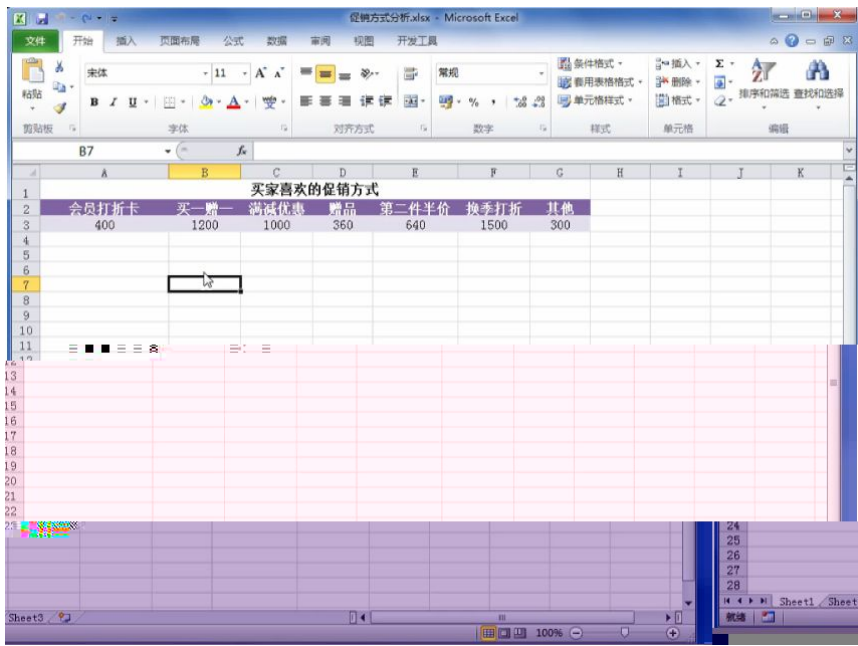 促销方式分析.xlsx - Microsoft Excel
文件 开始 插入 页面布局 公式 数据 审阅 视图 开发工具
宋体 11 A A 常规 条件格式 插入 Σ
粘贴 套用表格格式 删除 排序和筛选 查找和选择
B I U A % , 单元格样式 格式
剪贴板 字体 对齐方式 数字 样式 单元格 编辑
B7 fx
A B C D E F G H I J K
1 买家喜欢的促销方式
2 会员打折卡 买一赠一 满减优惠 赠品 第二件半价 换季打折 其他
3 400 1200 1000 360 640 1500 300
4
5
6
7
8
9
10
11
12
13
14
15
16
17
18
19
20
21
22
23 24
25
26
27
28
Sheet3 Sheet1 Sheet
100% 就绪